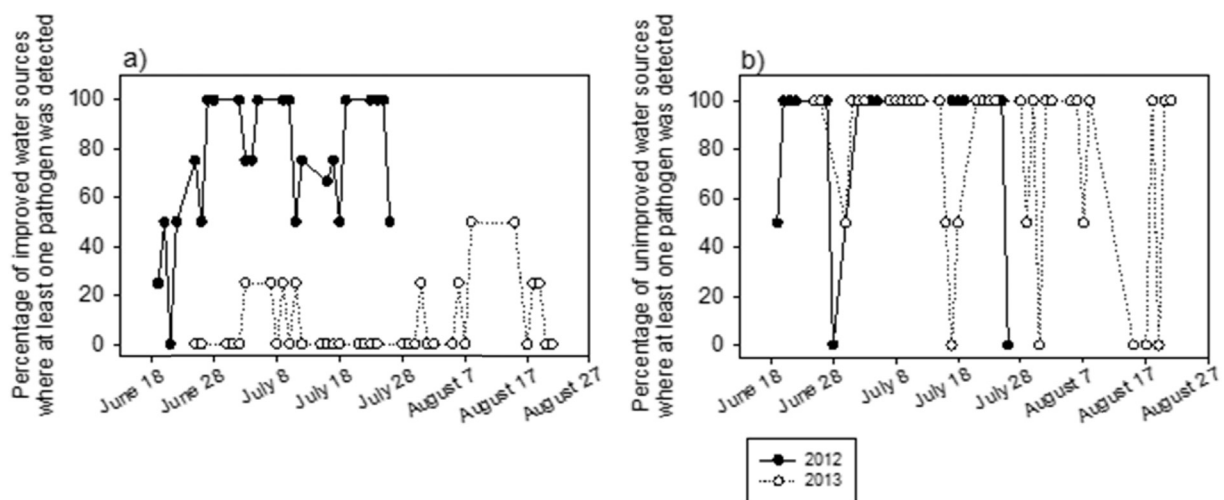 Percentage of improved water sources
where at least one pathogen was detected
a)
100
80
60
40
20
0
June 18
June 28
July 8
July 18
July 28
August 7
August 17
August 27
Percentage of unimproved water sources
where at least one pathogen was detected
b)
100
80
60
40
20
0
June 18
June 28
July 8
July 18
July 28
August 7
August 17
August 27
2012
2013